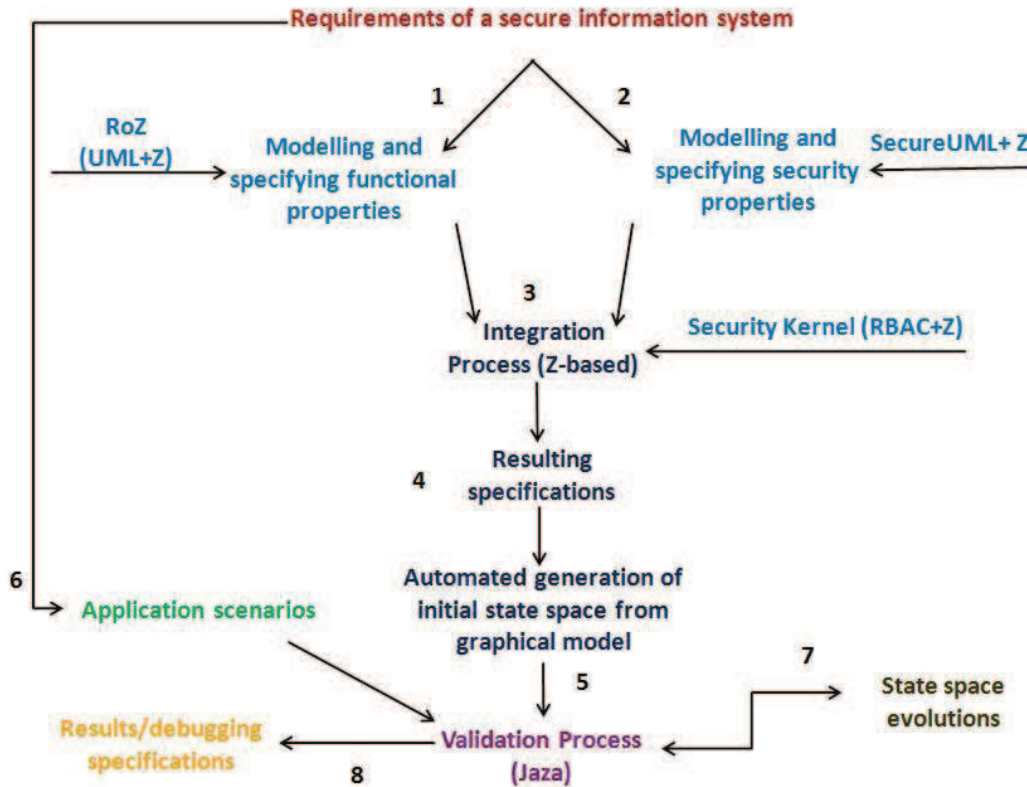 Requirements of a secure information system
1
2
RoZ
(UML+Z)
Modelling and
specifying functional
properties
Modelling and
specifying security
properties
SecureUML+ Z
3
Integration
Process (Z-based)
Security Kernel (RBAC+Z)
4
Resulting
specifications
6
Application scenarios
Automated generation of
initial state space from
graphical model
5
7
State space
evolutions
Results/debugging
specifications
8
Validation Process
(Jaza)